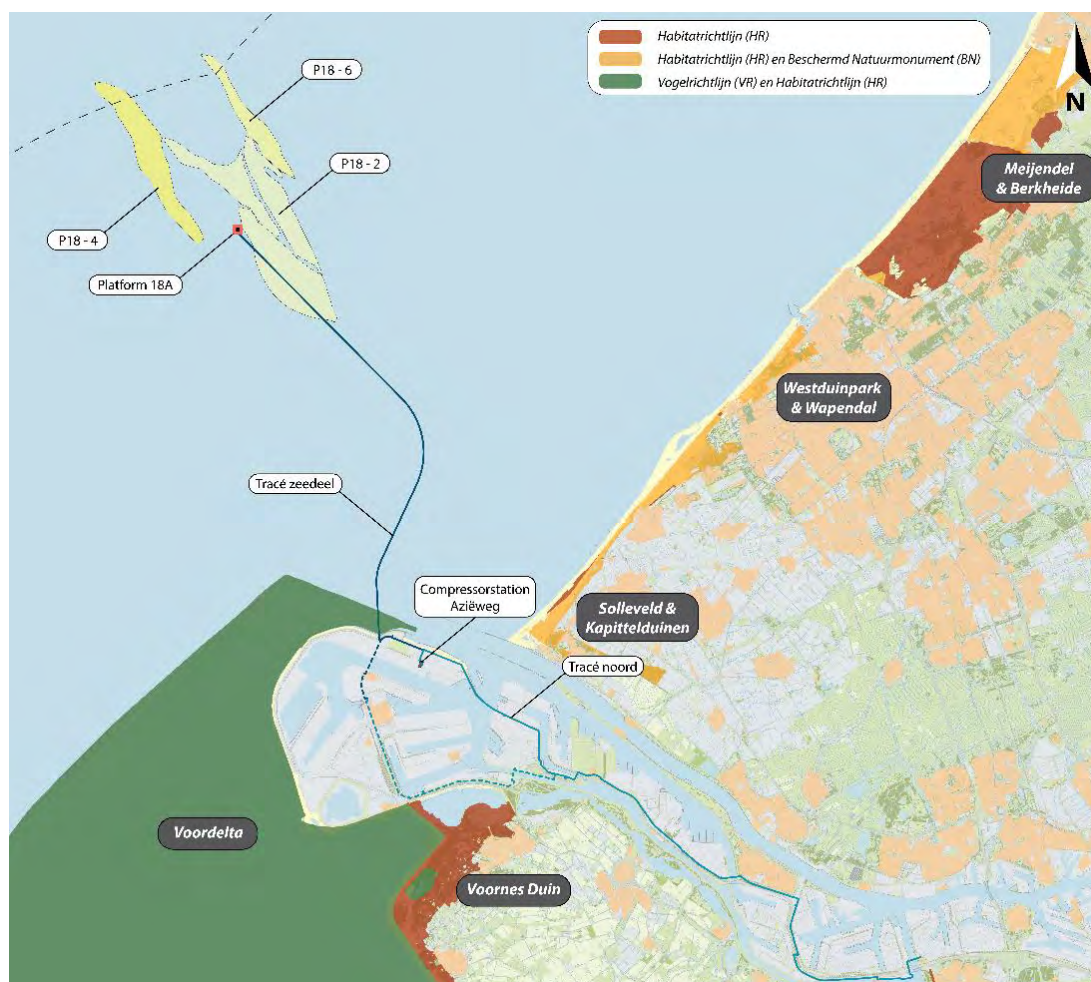 Habitatrichtlijn (HR)
Habitatrichtlijn (HR) en Beschermd Natuurmonument (BN)
Vogelrichtlijn (VR) en Habitatrichtlijn (HR)
N
P18 - 6
P18 - 2
P18 - 4
Platform 18A
Meijendel
& Berkheide
Westduinpark
& Wapendal
Tracé zeedeel
Compressorstation
Aziëweg
Solleveld &
Kapittelduinen
Tracé noord
Voordelta
Voornes Duin